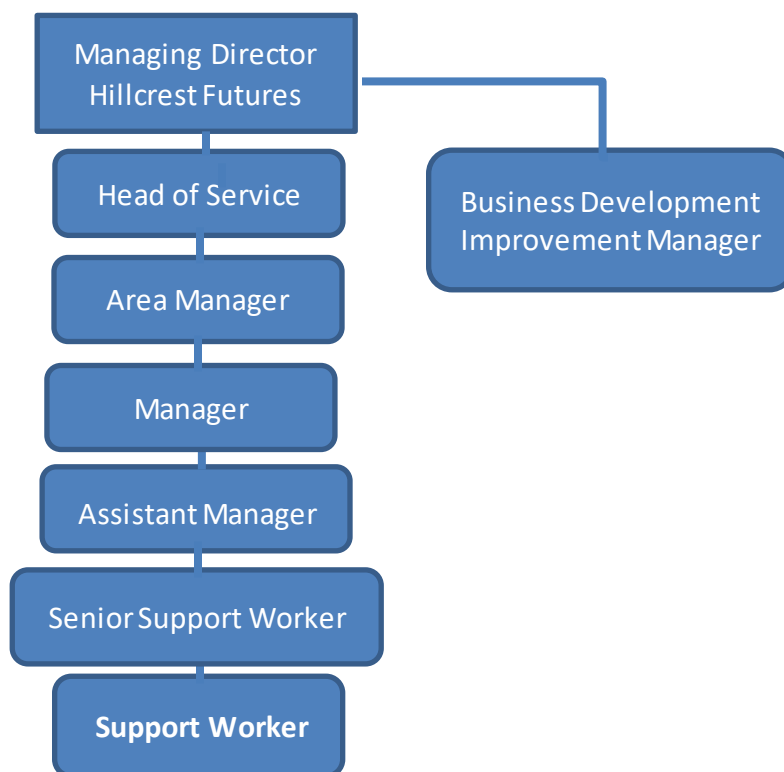 Managing Director
Hillcrest Futures
Head of Service
Business Development
Improvement Manager
Area Manager
Manager
Assistant Manager
Senior Support Worker
Support Worker